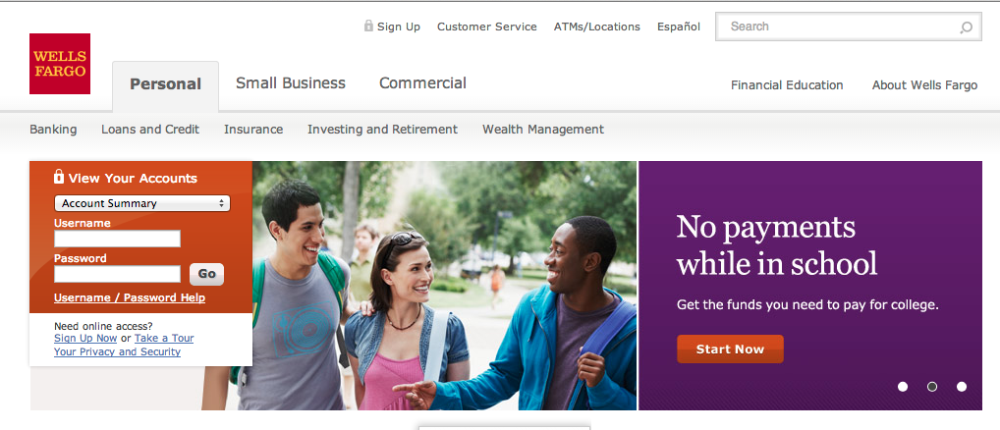 Sign Up Customer Service ATMs/Locations Español Search
WELLS
FARGO
Personal Small Business Commercial Financial Education About Wells Fargo
Banking Loans and Credit Insurance Investing and Retirement Wealth Management
View Your Accounts
Account Summary
Username
Password
Go
Username / Password Help
Need online access?
Sign Up Now or Take a Tour
Your Privacy and Security
No payments
while in school
Get the funds you need to pay for college.
Start Now